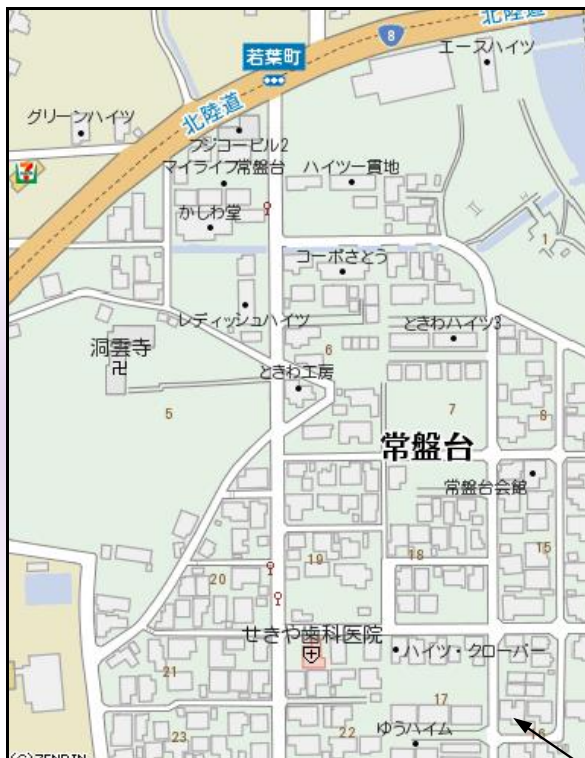 北陸道
8
若葉町
エースハイツ
グリーンハイツ
北陸道
フジコービル2
マイライフ常盤台
ハイツ一貫地
7
かしわ堂
1
コーポさとう
レディッシュハイツ
ときわハイツ3
洞雲寺
卍
6
ときわ工房
5
7
8
常盤台
常盤台会館
15
19
18
20
せきや歯科医院
ハイツ・クローバー
21
17
16
23
22
ゆうハイム
(C)ZENRIN